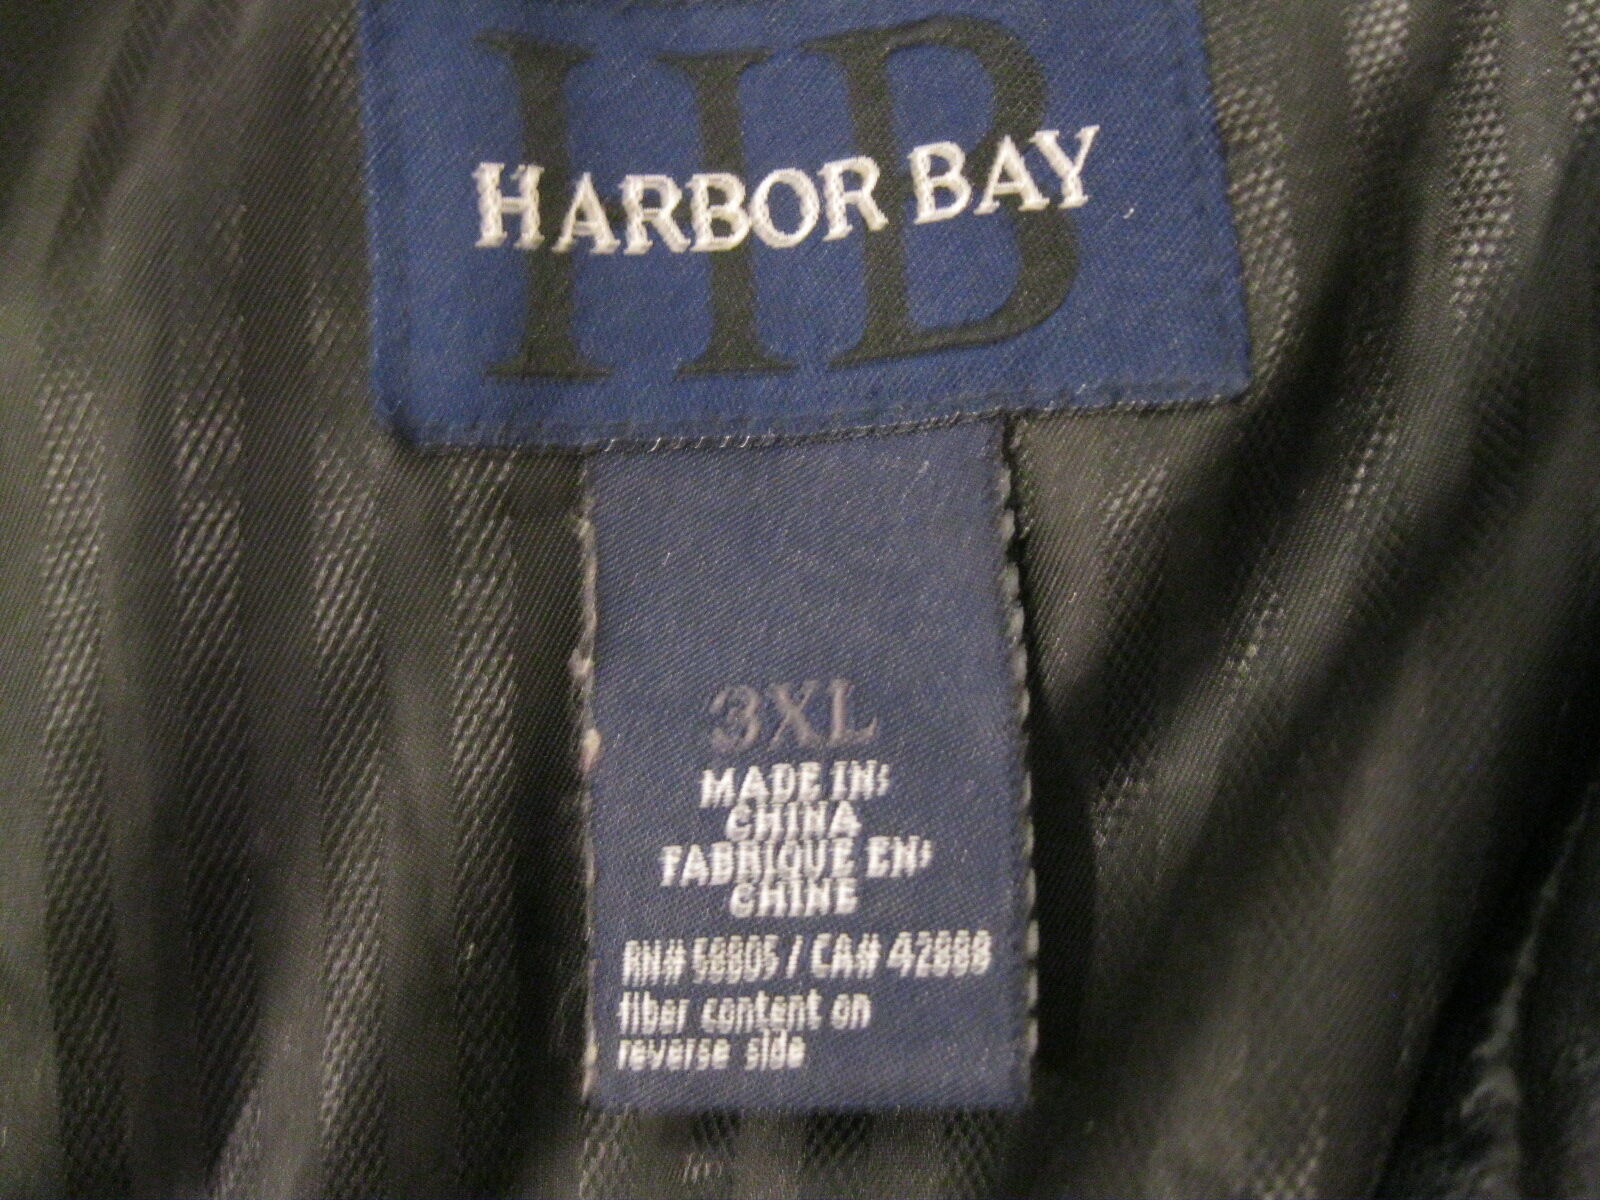 HB
HARBOR BAY
3XL
MADE IN:
CHINA
FABRIQUE EN:
CHINE
RN# 58805 / CA# 42888
fiber content on
reverse side